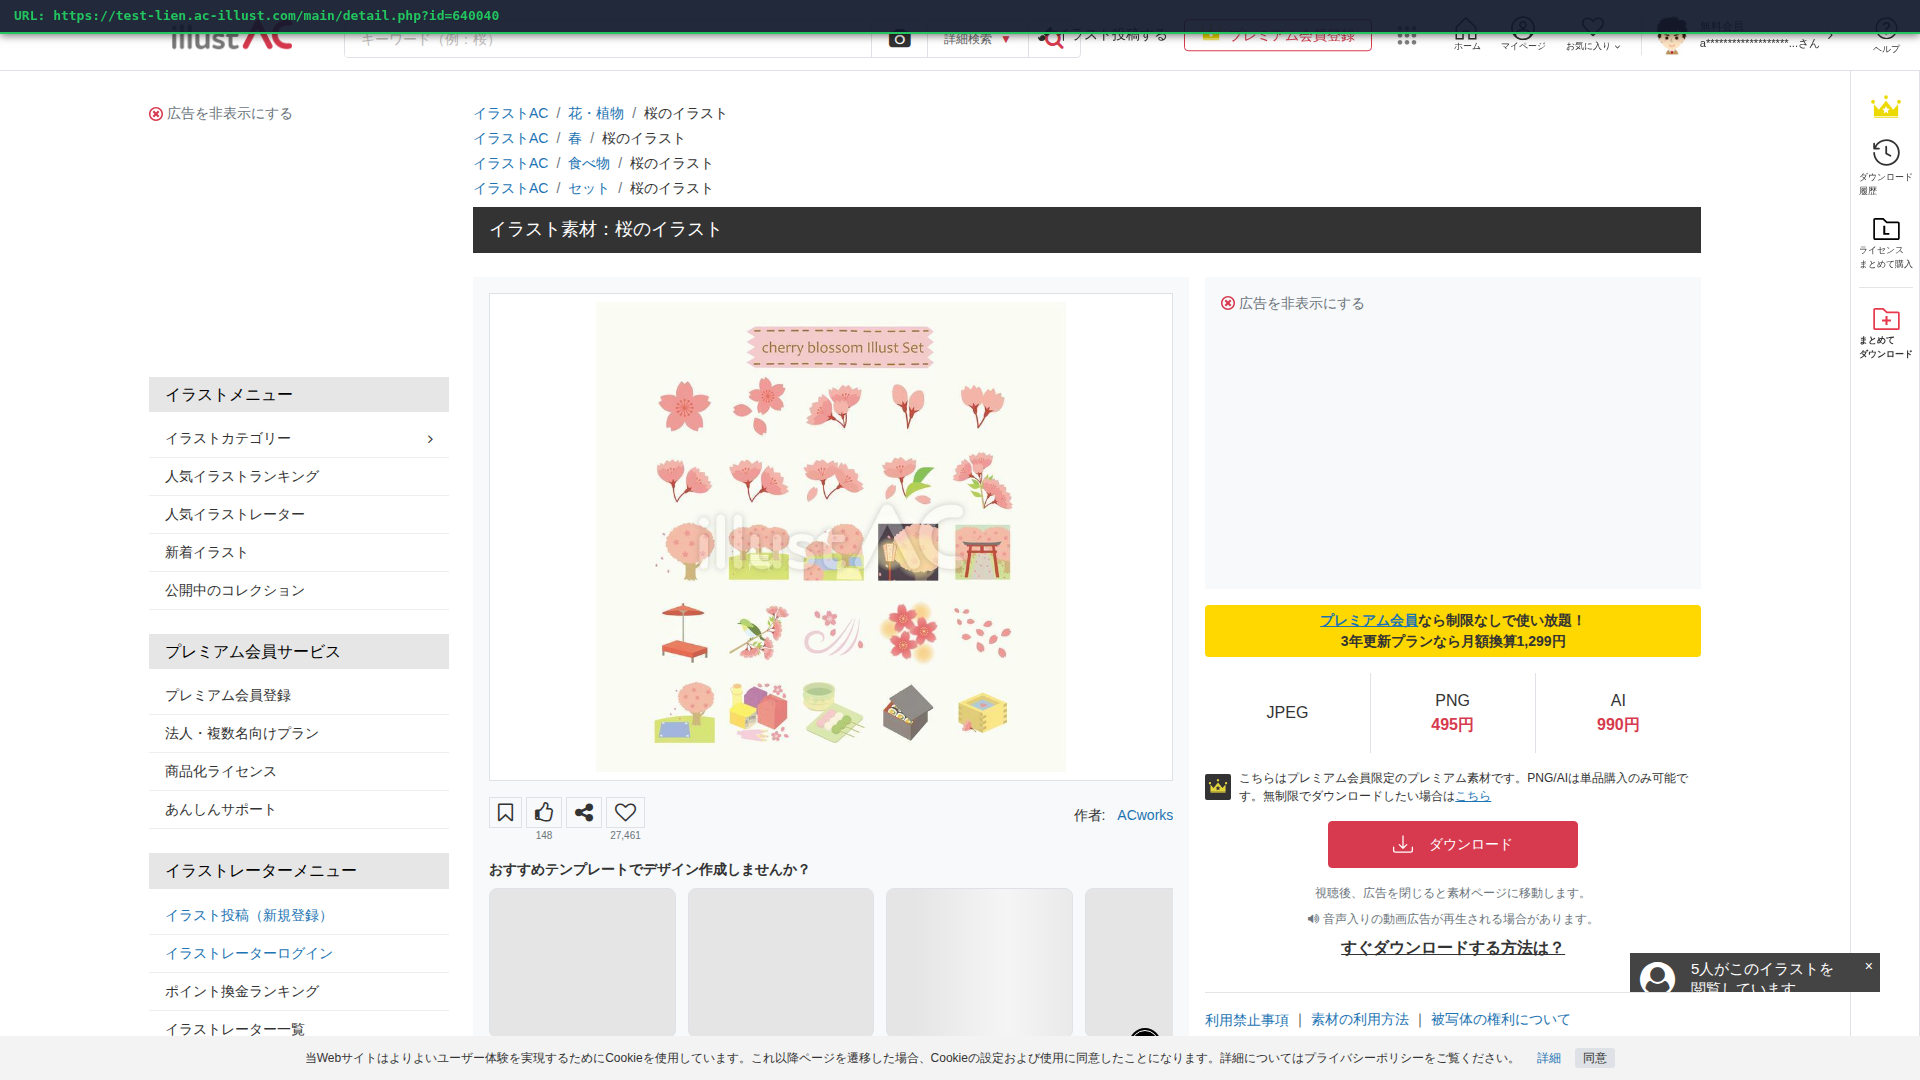 URL: https://test-lien.ac-illust.com/main/detail.php?id=640040
illustAC
キーワード（例：桜）
詳細検索 ▼
プレミアム会員登録
ホーム
マイページ
お気に入り
無料会員
a*******************...さん
ヘルプ
広告を非表示にする
イラストAC / 花・植物 / 桜のイラスト
イラストAC / 春 / 桜のイラスト
イラストAC / 食べ物 / 桜のイラスト
イラストAC / セット / 桜のイラスト
イラスト素材：桜のイラスト
ダウンロード
履歴
ライセンス
まとめて購入
まとめて
ダウンロード
イラストメニュー
イラストカテゴリー
人気イラストランキング
人気イラストレーター
新着イラスト
公開中のコレクション
プレミアム会員サービス
プレミアム会員登録
法人・複数名向けプラン
商品化ライセンス
あんしんサポート
イラストレーターメニュー
イラスト投稿（新規登録）
イラストレーターログイン
ポイント換金ランキング
イラストレーター一覧
cherry blossom Illust Set
illustAC
148
27,461
作者: ACworks
おすすめテンプレートでデザイン作成しませんか？
広告を非表示にする
プレミアム会員なら制限なしで使い放題！
3年更新プランなら月額換算1,299円
JPEG
PNG
495円
AI
990円
こちらはプレミアム会員限定のプレミアム素材です。PNG/AIは単品購入のみ可能で
す。無制限でダウンロードしたい場合はこちら
ダウンロード
視聴後、広告を閉じると素材ページに移動します。
音声入りの動画広告が再生される場合があります。
すぐダウンロードする方法は？
5人がこのイラストを
閲覧しています
×
利用禁止事項 | 素材の利用方法 | 被写体の権利について
当Webサイトはよりよいユーザー体験を実現するためにCookieを使用しています。これ以降ページを遷移した場合、Cookieの設定および使用に同意したことになります。詳細についてはプライバシーポリシーをご覧ください。 詳細 同意